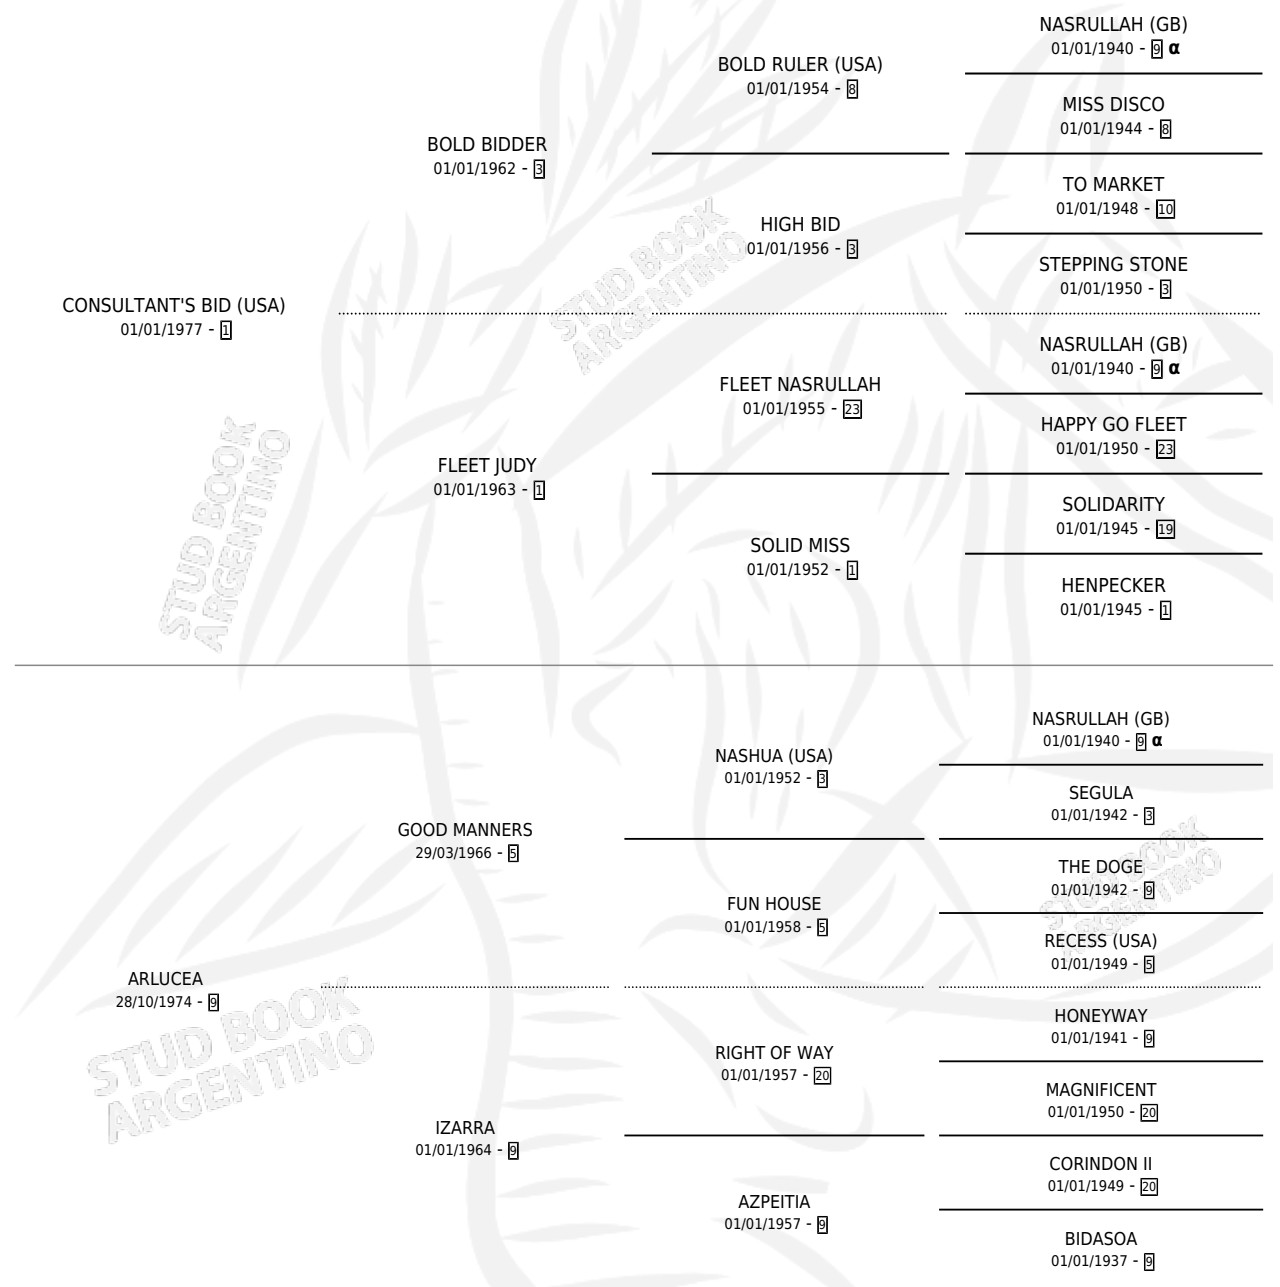 NASRULLAH (GB)
01/01/1940 - 9 α
BOLD RULER (USA)
01/01/1954 - 8
MISS DISCO
01/01/1944 - 8
BOLD BIDDER
01/01/1962 - 3
TO MARKET
01/01/1948 - 10
HIGH BID
01/01/1956 - 3
STEPPING STONE
01/01/1950 - 3
CONSULTANT'S BID (USA)
01/01/1977 - 1
NASRULLAH (GB)
01/01/1940 - 9 α
FLEET NASRULLAH
01/01/1955 - 23
HAPPY GO FLEET
01/01/1950 - 23
FLEET JUDY
01/01/1963 - 1
SOLIDARITY
01/01/1945 - 19
SOLID MISS
01/01/1952 - 1
HENPECKER
01/01/1945 - 1
NASRULLAH (GB)
01/01/1940 - 9 α
NASHUA (USA)
01/01/1952 - 3
SEGULA
01/01/1942 - 3
GOOD MANNERS
29/03/1966 - 5
THE DOGE
01/01/1942 - 9
FUN HOUSE
01/01/1958 - 5
RECESS (USA)
01/01/1949 - 5
ARLUCEA
28/10/1974 - 9
HONEYWAY
01/01/1941 - 9
RIGHT OF WAY
01/01/1957 - 20
MAGNIFICENT
01/01/1950 - 20
IZARRA
01/01/1964 - 9
CORINDON II
01/01/1949 - 20
AZPEITIA
01/01/1957 - 9
BIDASOA
01/01/1937 - 9
STUD BOOK
ARGENTINO
STUD BOOK
ARGENTINO
STUD BOOK
ARGENTINO
STUD BOOK
ARGENTINO